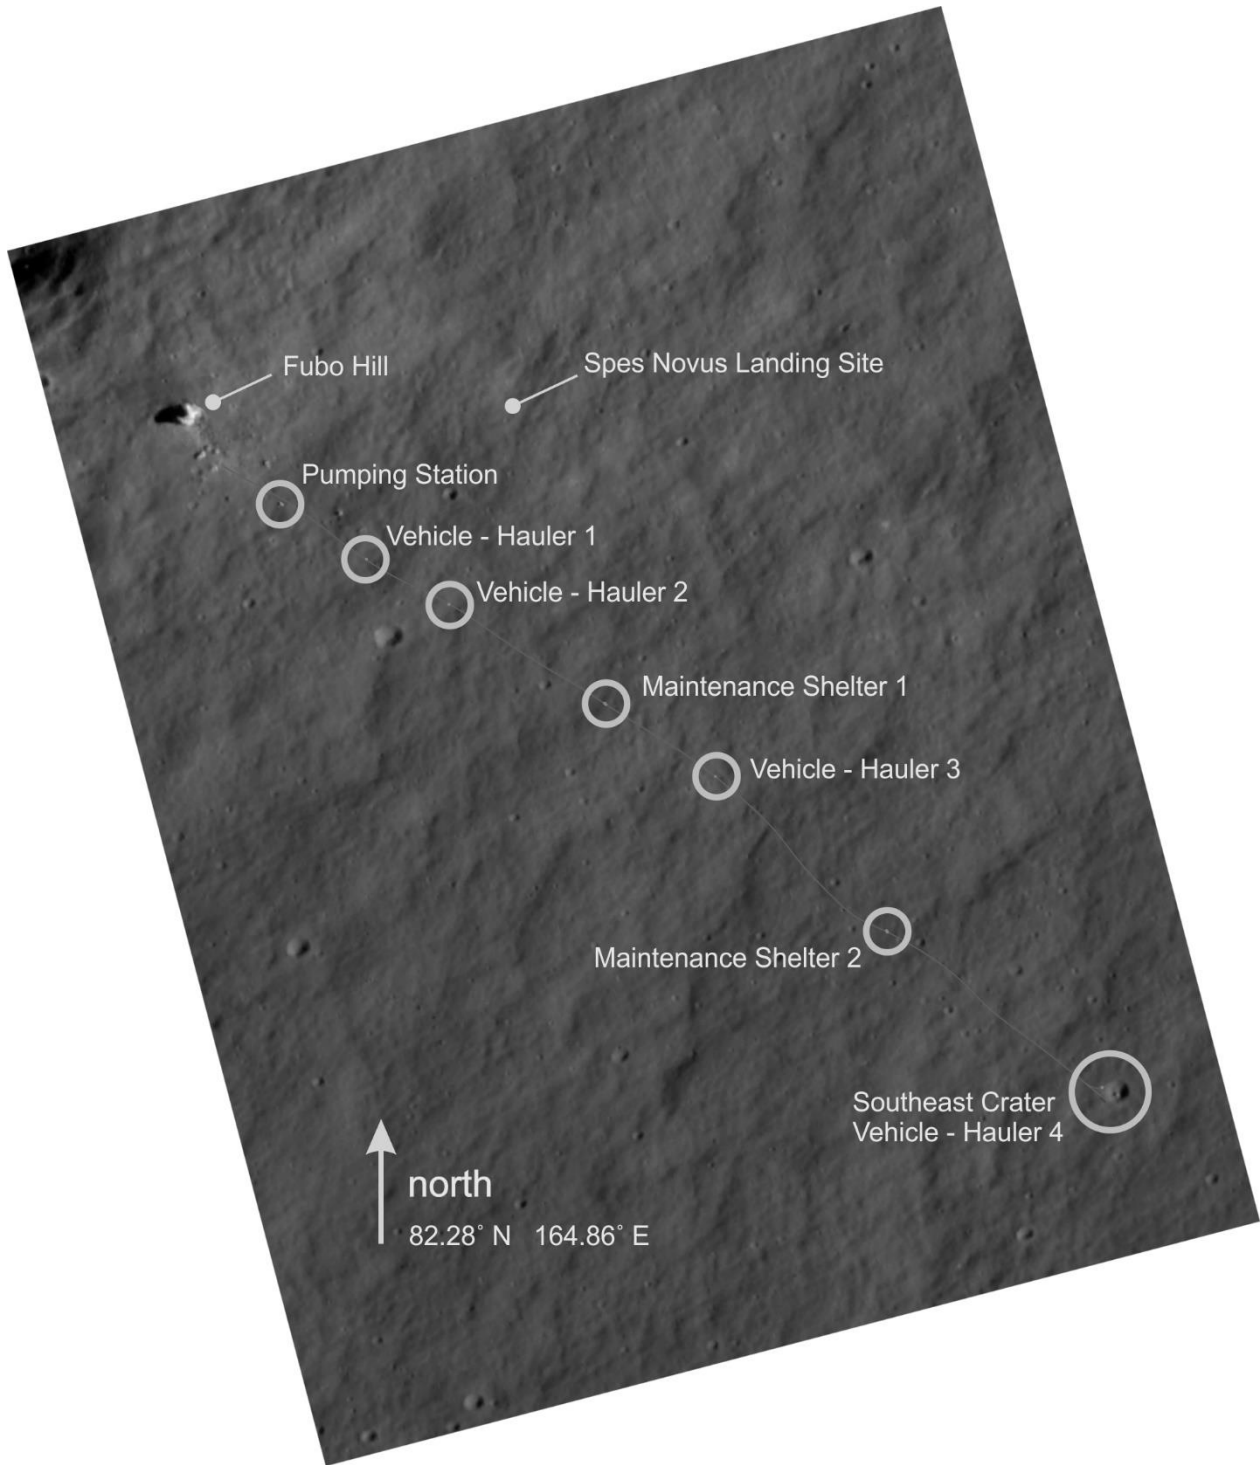 Fubo Hill
Spes Novus Landing Site
Pumping Station
Vehicle - Hauler 1
Vehicle - Hauler 2
Maintenance Shelter 1
Vehicle - Hauler 3
Maintenance Shelter 2
Southeast Crater
Vehicle - Hauler 4
north
82.28° N 164.86° E